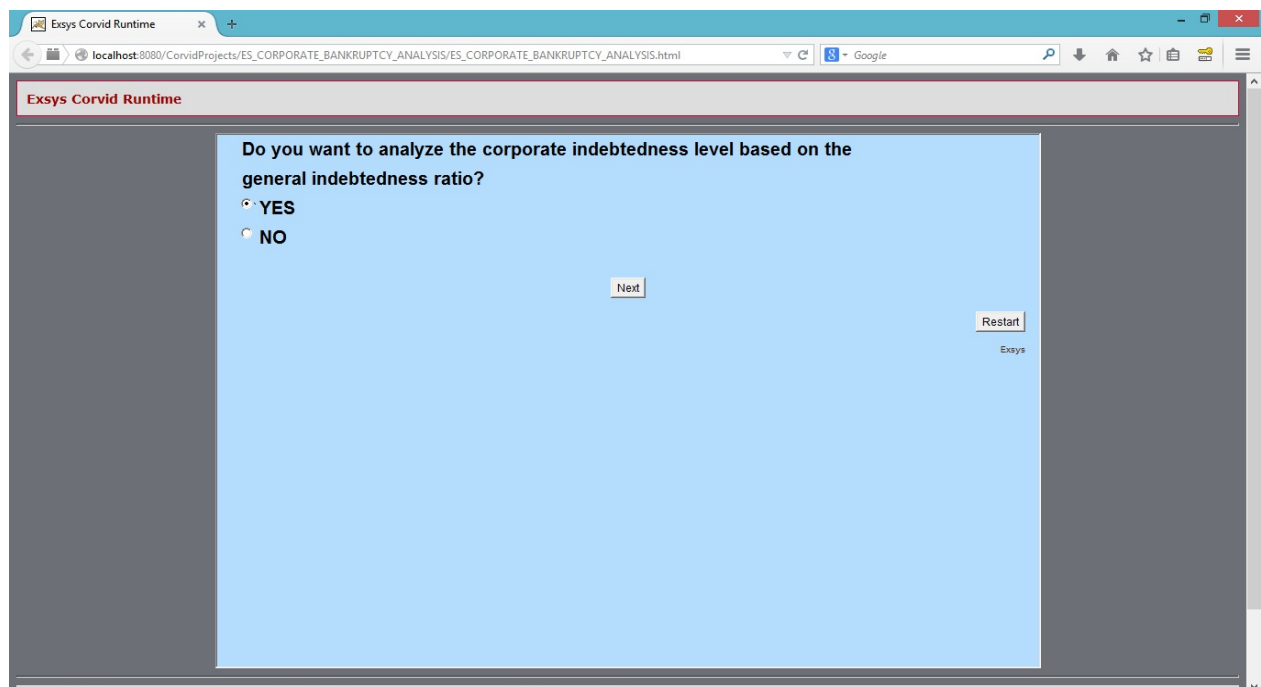 Exsys Corvid Runtime
localhost:8080/CorvidProjects/ES_CORPORATE_BANKRUPTCY_ANALYSIS/ES_CORPORATE_BANKRUPTCY_ANALYSIS.html
Google
Exsys Corvid Runtime
Do you want to analyze the corporate indebtedness level based on the
general indebtedness ratio?
YES
NO
Next
Restart
Exsys